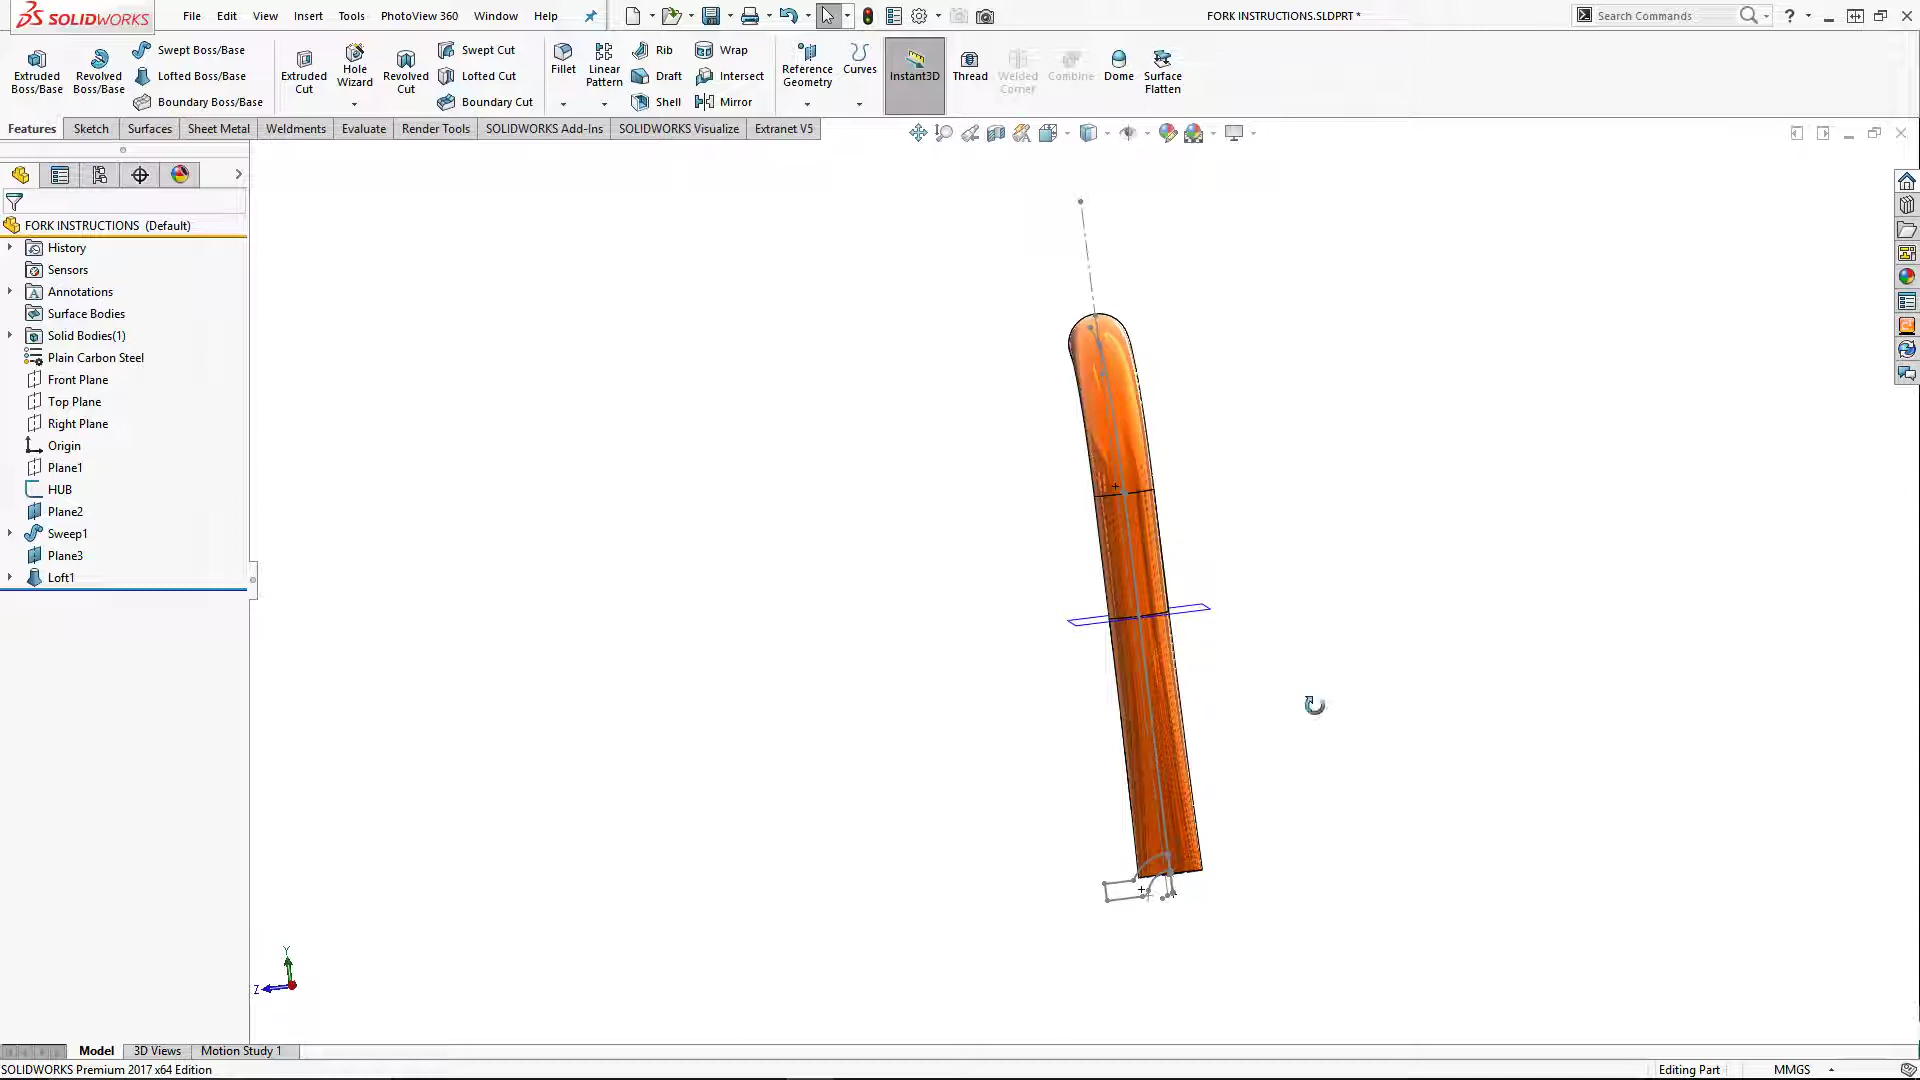 SOLIDWORKS File Edit View Insert Tools PhotoView 360 Window Help FORK INSTRUCTIONS.SLDPRT * Search Commands ?
Extruded Boss/Base
Revolved Boss/Base
Swept Boss/Base
Lofted Boss/Base
Boundary Boss/Base
Extruded Cut
Hole Wizard
Revolved Cut
Swept Cut
Lofted Cut
Boundary Cut
Fillet
Linear Pattern
Rib
Draft
Shell
Wrap
Intersect
Mirror
Reference Geometry
Curves
Instant3D
Thread
Welded Corner
Combine
Dome
Surface Flatten
Features Sketch Surfaces Sheet Metal Weldments Evaluate Render Tools SOLIDWORKS Add-Ins SOLIDWORKS Visualize Extranet V5
FORK INSTRUCTIONS (Default)
History
Sensors
Annotations
Surface Bodies
Solid Bodies(1)
Plain Carbon Steel
Front Plane
Top Plane
Right Plane
Origin
Plane1
HUB
Plane2
Sweep1
Plane3
Loft1
Y
Z
Model 3D Views Motion Study 1
SOLIDWORKS Premium 2017 x64 Edition Editing Part MMGS